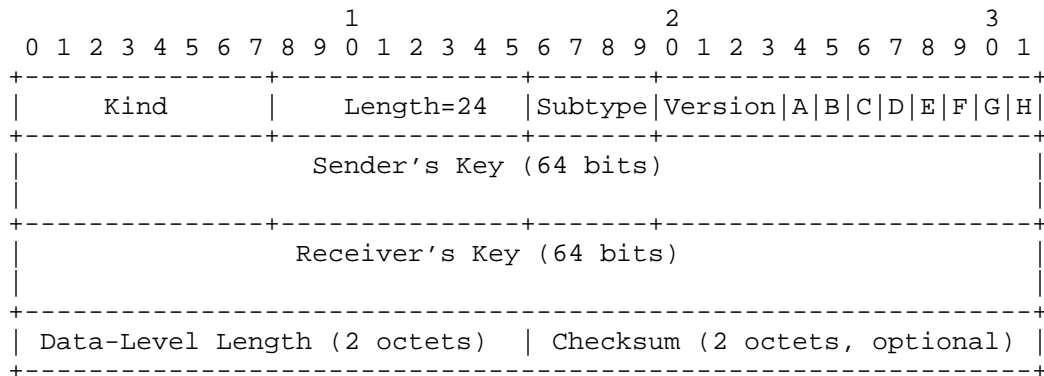 1                   2                   3
 0 1 2 3 4 5 6 7 8 9 0 1 2 3 4 5 6 7 8 9 0 1 2 3 4 5 6 7 8 9 0 1
+---------------+---------------+-------+-----------------------+
|     Kind      |    Length=24  |Subtype|Version|A|B|C|D|E|F|G|H|
+---------------+---------------+-------+-----------------------+
|                  Sender’s Key (64 bits)                       |
|                                                               |
+---------------+---------------+-------+-----------------------+
|                 Receiver’s Key (64 bits)                      |
|                                                               |
+---------------------------------------------------------------+
| Data-Level Length (2 octets)  | Checksum (2 octets, optional) |
+---------------------------------------------------------------+